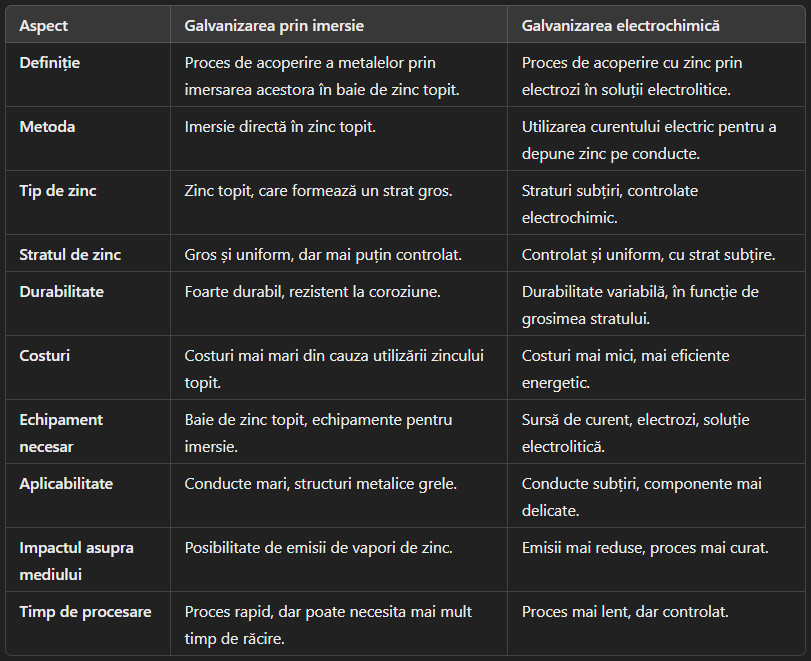 Aspect
Galvanizarea prin imersie
Galvanizarea electrochimică
Definiție
Proces de acoperire a metalelor prin
imersarea acestora în baie de zinc topit.
Proces de acoperire cu zinc prin
electrozi în soluții electrolitice.
Metoda
Imersie directă în zinc topit.
Utilizarea curentului electric pentru a
depune zinc pe conducte.
Tip de zinc
Zinc topit, care formează un strat gros.
Straturi subțiri, controlate
electrochimic.
Stratul de zinc
Gros și uniform, dar mai puțin controlat.
Controlat și uniform, cu strat subțire.
Durabilitate
Foarte durabil, rezistent la coroziune.
Durabilitate variabilă, în funcție de
grosimea stratului.
Costuri
Costuri mai mari din cauza utilizării zincului
topit.
Costuri mai mici, mai eficiente
energetic.
Echipament
necesar
Baie de zinc topit, echipamente pentru
imersie.
Sursă de curent, electrozi, soluție
electrolitică.
Aplicabilitate
Conducte mari, structuri metalice grele.
Conducte subțiri, componente mai
delicate.
Impactul asupra
mediului
Posibilitate de emisii de vapori de zinc.
Emisii mai reduse, proces mai curat.
Timp de procesare
Proces rapid, dar poate necesita mai mult
timp de răcire.
Proces mai lent, dar controlat.